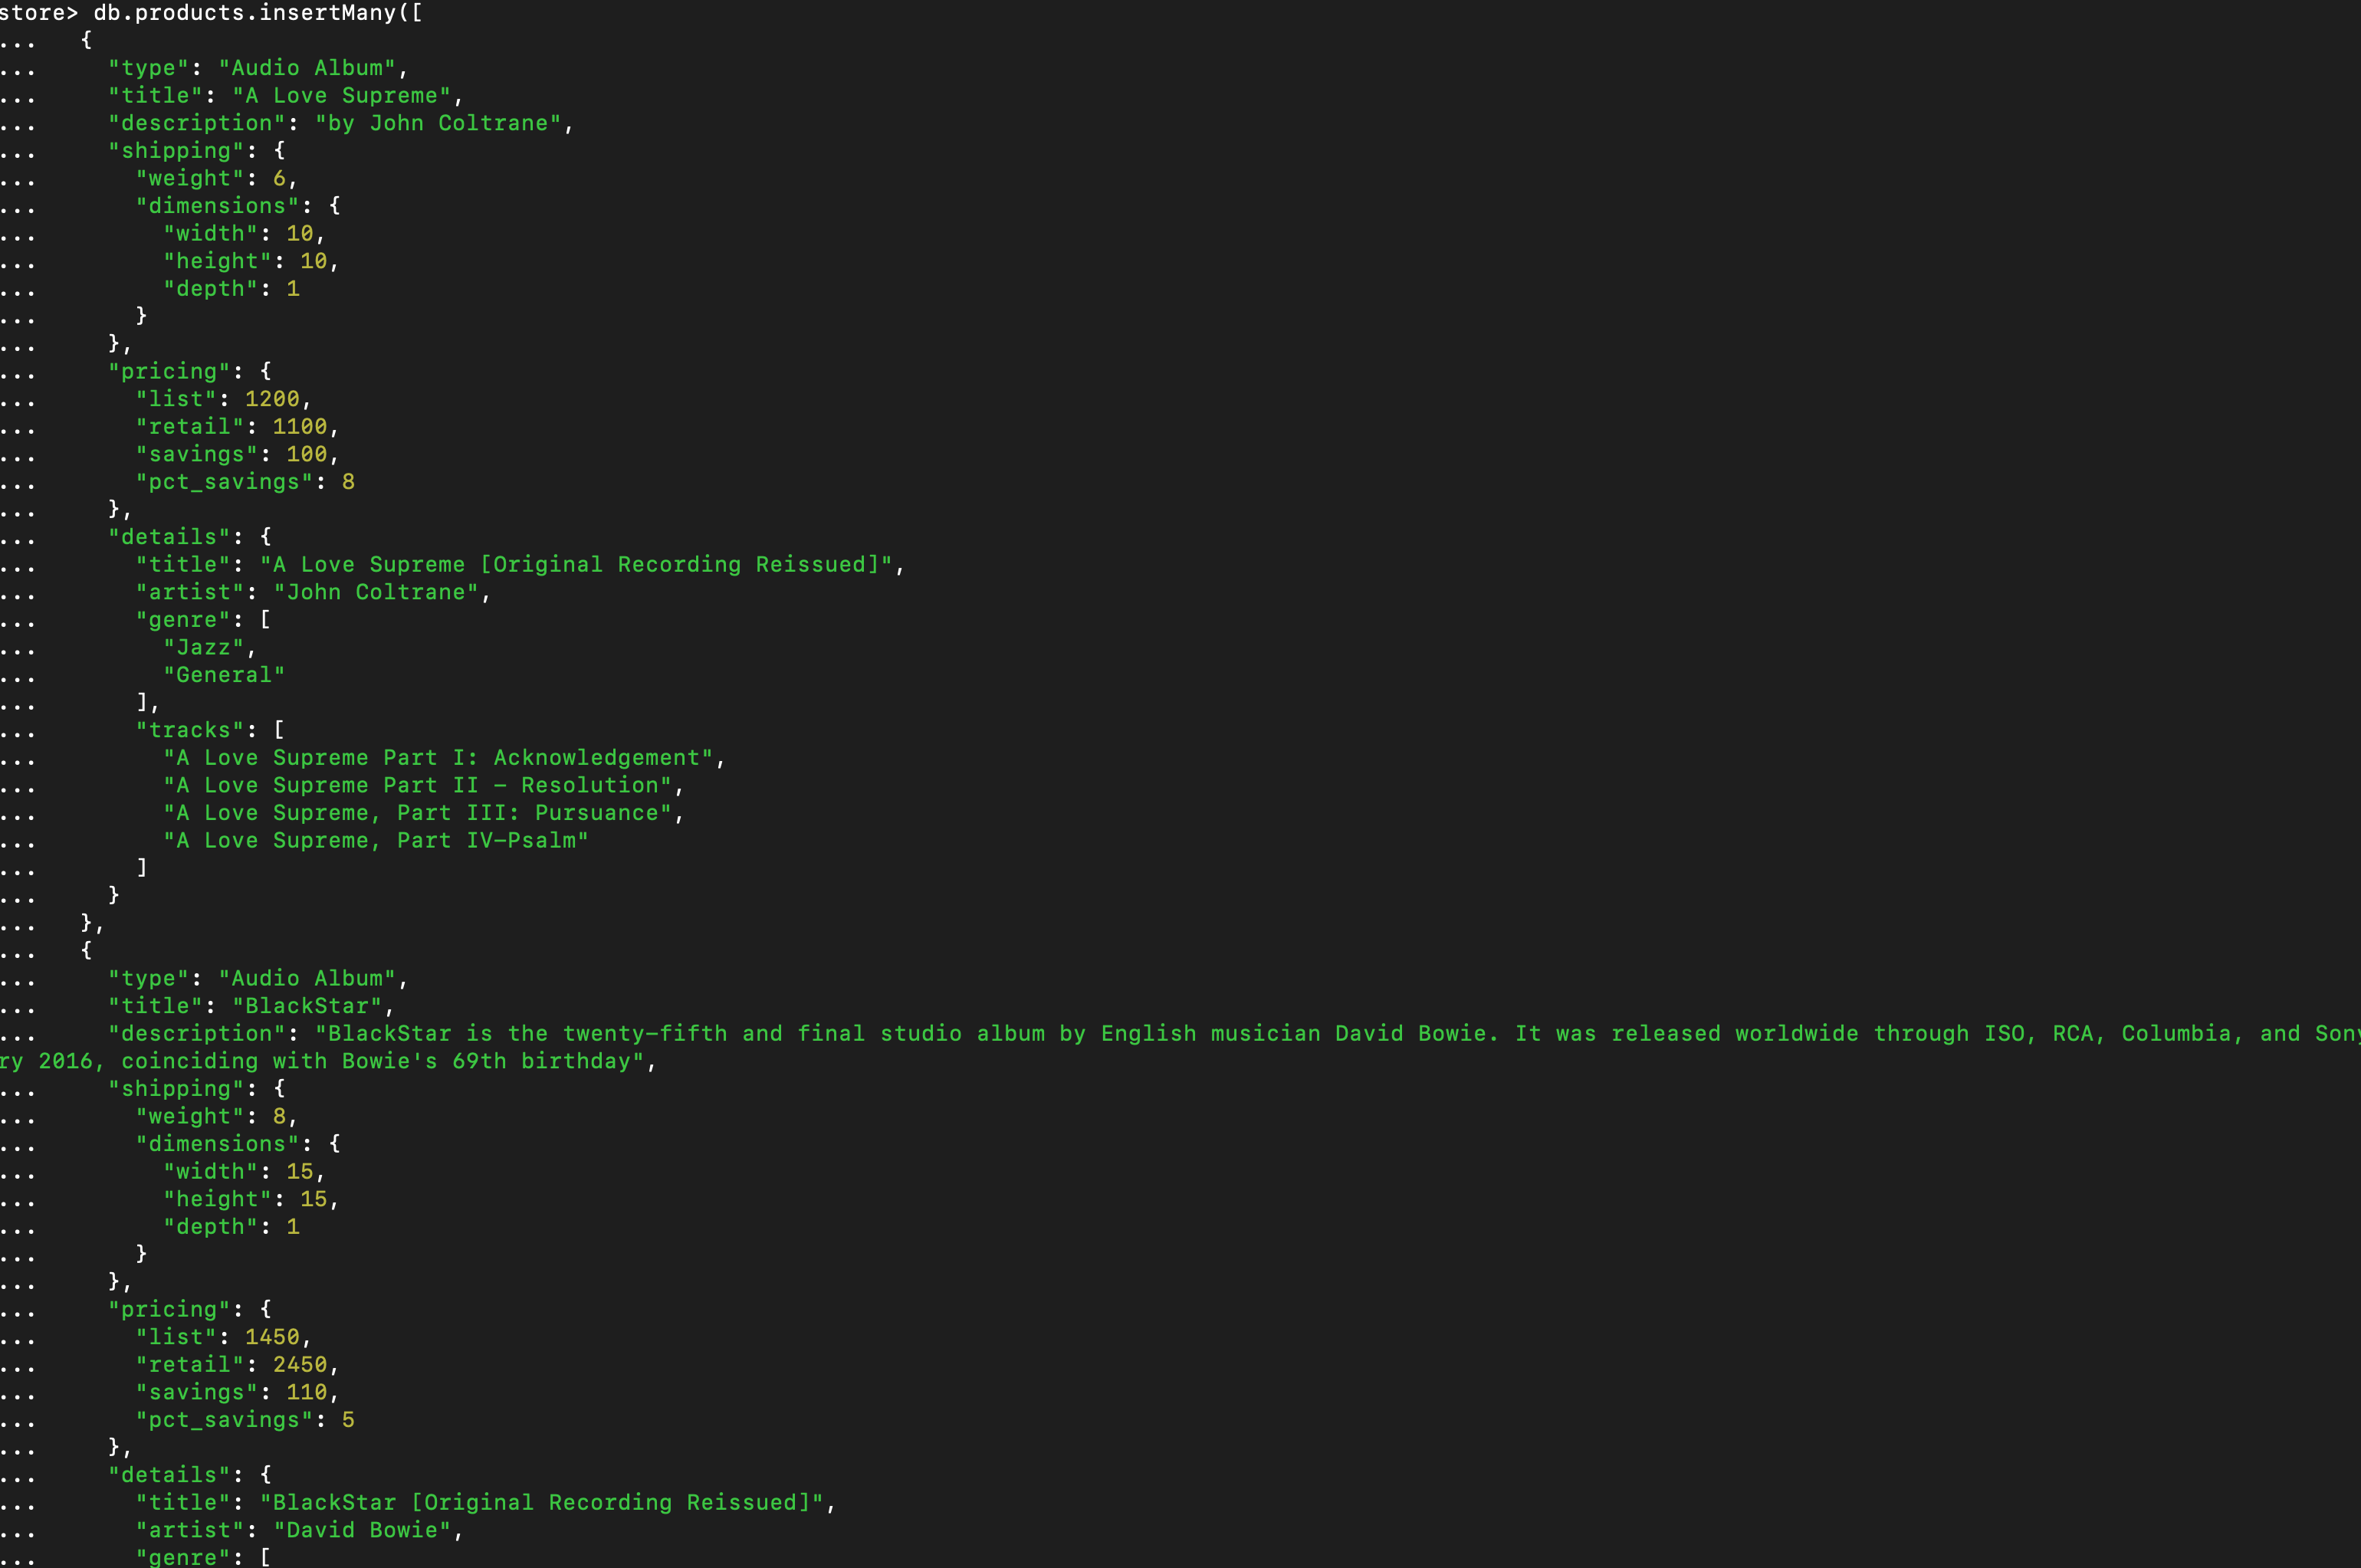 store> db.products.insertMany([
...   {
...     "type": "Audio Album",
...     "title": "A Love Supreme",
...     "description": "by John Coltrane",
...     "shipping": {
...       "weight": 6,
...       "dimensions": {
...         "width": 10,
...         "height": 10,
...         "depth": 1
...       }
...     },
...     "pricing": {
...       "list": 1200,
...       "retail": 1100,
...       "savings": 100,
...       "pct_savings": 8
...     },
...     "details": {
...       "title": "A Love Supreme [Original Recording Reissued]",
...       "artist": "John Coltrane",
...       "genre": [
...         "Jazz",
...         "General"
...       ],
...       "tracks": [
...         "A Love Supreme Part I: Acknowledgement",
...         "A Love Supreme Part II – Resolution",
...         "A Love Supreme, Part III: Pursuance",
...         "A Love Supreme, Part IV–Psalm"
...       ]
...     }
...   },
...   {
...     "type": "Audio Album",
...     "title": "BlackStar",
...     "description": "BlackStar is the twenty-fifth and final studio album by English musician David Bowie. It was released worldwide through ISO, RCA, Columbia, and Sony
ry 2016, coinciding with Bowie's 69th birthday",
...     "shipping": {
...       "weight": 8,
...       "dimensions": {
...         "width": 15,
...         "height": 15,
...         "depth": 1
...       }
...     },
...     "pricing": {
...       "list": 1450,
...       "retail": 2450,
...       "savings": 110,
...       "pct_savings": 5
...     },
...     "details": {
...       "title": "BlackStar [Original Recording Reissued]",
...       "artist": "David Bowie",
...       "genre": [